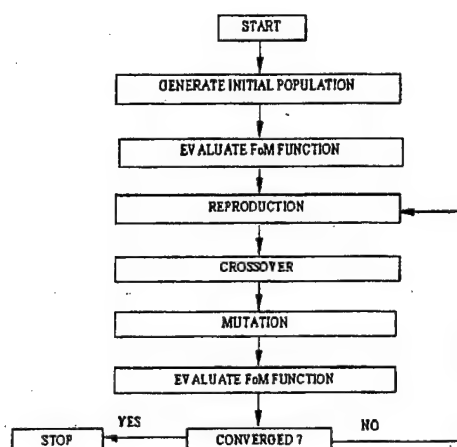 START
GENERATE INITIAL POPULATION
EVALUATE FoM FUNCTION
REPRODUCTION
CROSSOVER
MUTATION
EVALUATE FoM FUNCTION
YES
NO
STOP
CONVERGED ?